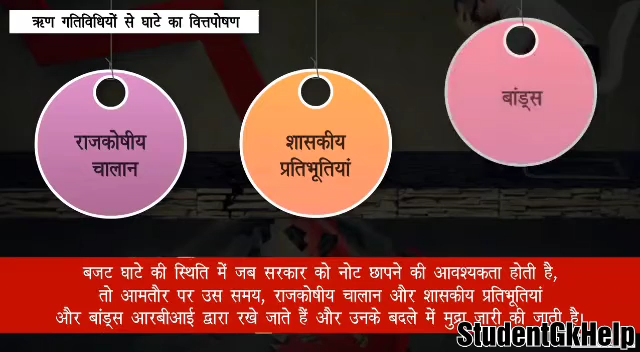 ऋण गतिविधियों से घाटे का वित्तपोषण
राजकोषीय
चालान
शासकीय
प्रतिभूतियां
बांड्स
बजट घाटे की स्थिति में जब सरकार को नोट छापने की आवश्यकता होती है,
तो आमतौर पर उस समय, राजकोषीय चालान और शासकीय प्रतिभूतियां
और बांड्स आरबीआई द्वारा रखे जाते हैं और उनके बदले में मुद्रा जारी की जाती है।
StudentGkHelp